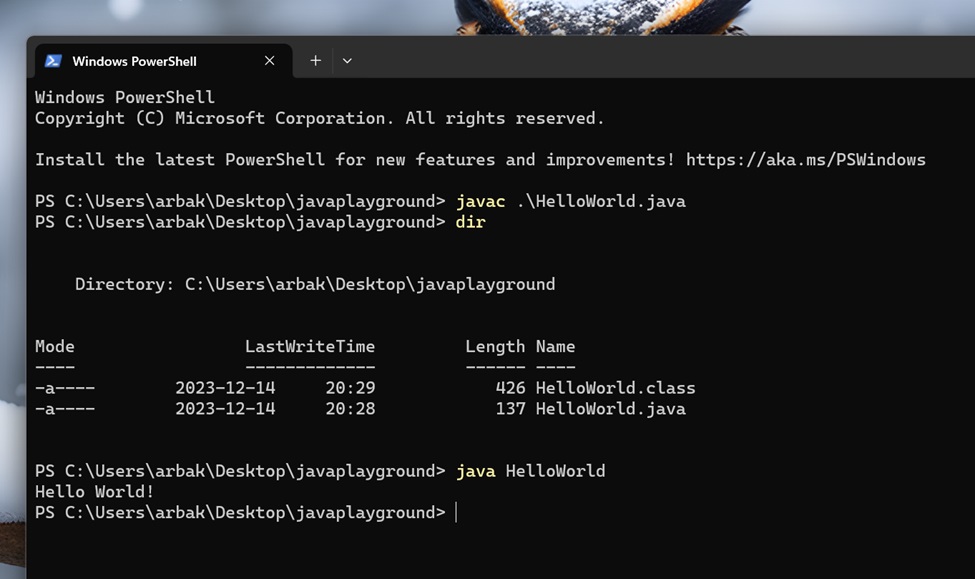 Windows PowerShell
Windows PowerShell
Copyright (C) Microsoft Corporation. All rights reserved.
Install the latest PowerShell for new features and improvements! https://aka.ms/PSWindows
PS C:\Users\arbak\Desktop\javaplayground> javac .\HelloWorld.java
PS C:\Users\arbak\Desktop\javaplayground> dir
    Directory: C:\Users\arbak\Desktop\javaplayground
Mode                 LastWriteTime         Length Name
----                 -------------         ------ ----
-a----        2023-12-14     20:29            426 HelloWorld.class
-a----        2023-12-14     20:28            137 HelloWorld.java
PS C:\Users\arbak\Desktop\javaplayground> java HelloWorld
Hello World!
PS C:\Users\arbak\Desktop\javaplayground>